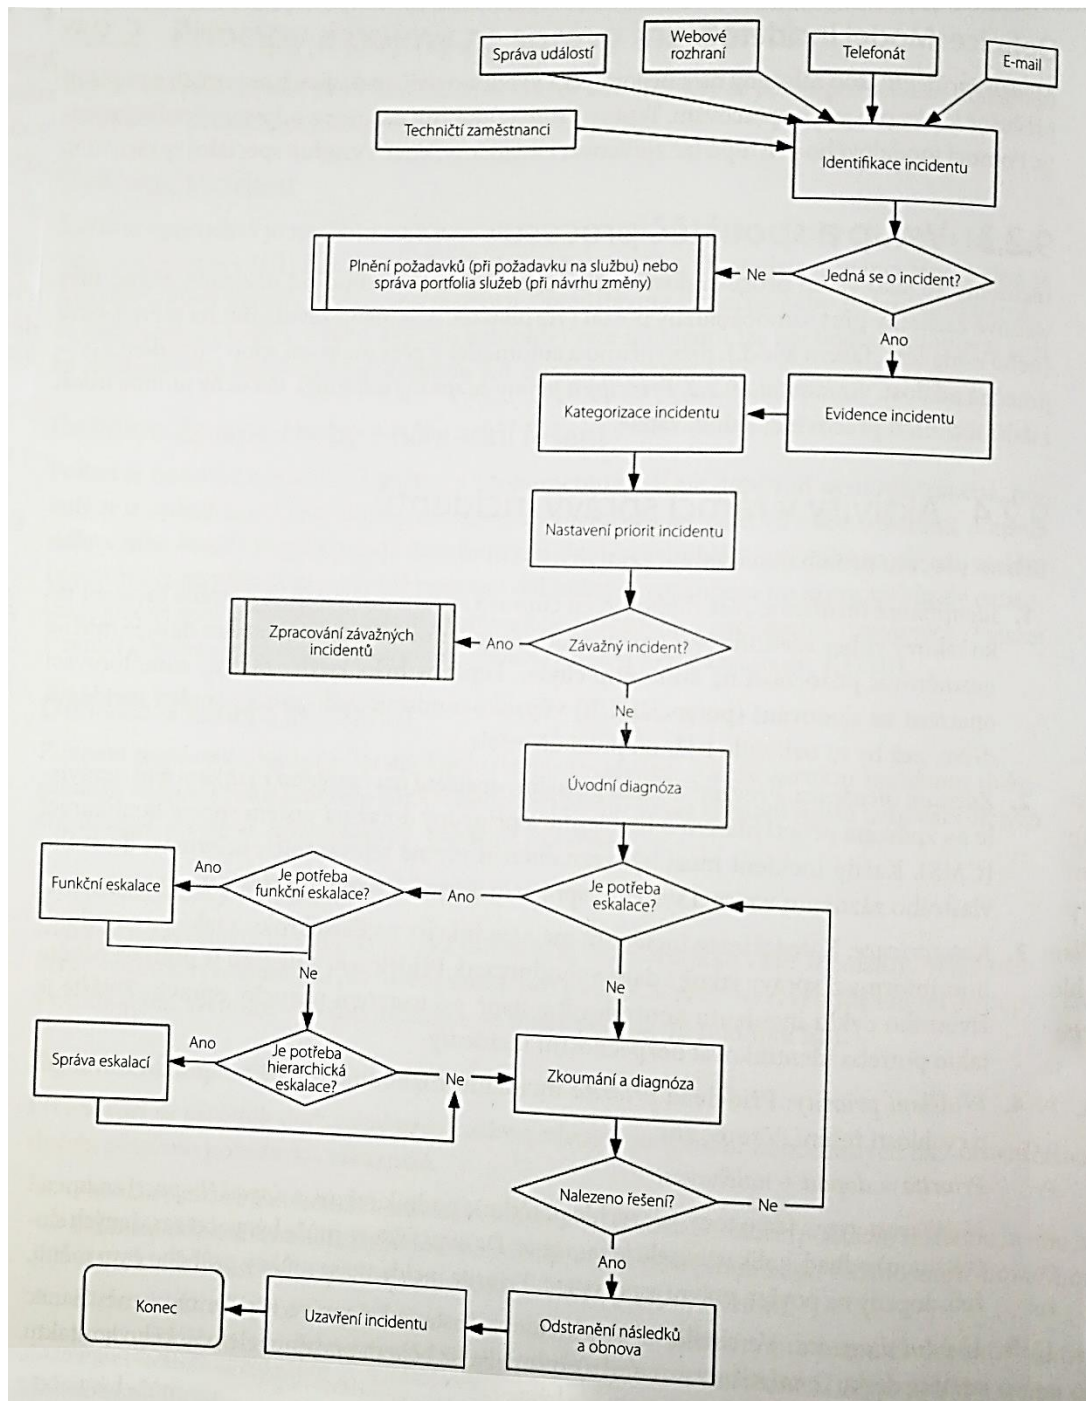 Správa událostí
Webové
rozhraní
Telefonát
E-mail
Techničtí zaměstnanci
Identifikace incidentu
Plnění požadavků (při požadavku na službu) nebo
správa portfolia služeb (při návrhu změny)
Ne
Jedná se o incident?
Ano
Kategorizace incidentu
Evidence incidentu
Nastavení priorit incidentu
Zpracování závažných
incidentů
Ano
Závažný incident?
Ne
Úvodní diagnóza
Funkční eskalace
Ano
Je potřeba
funkční eskalace?
Ano
Je potřeba
eskalace?
Ne
Ne
Správa eskalací
Ano
Je potřeba
hierarchická
eskalace?
Ne
Zkoumání a diagnóza
Nalezeno řešení?
Ne
Ano
Konec
Uzavření incidentu
Odstranění následků
a obnova